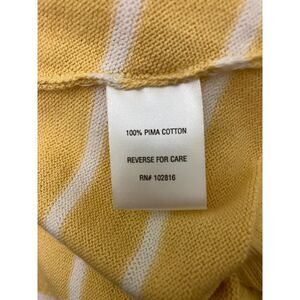 100% PIMA COTTON
REVERSE FOR CARE
RN# 102816